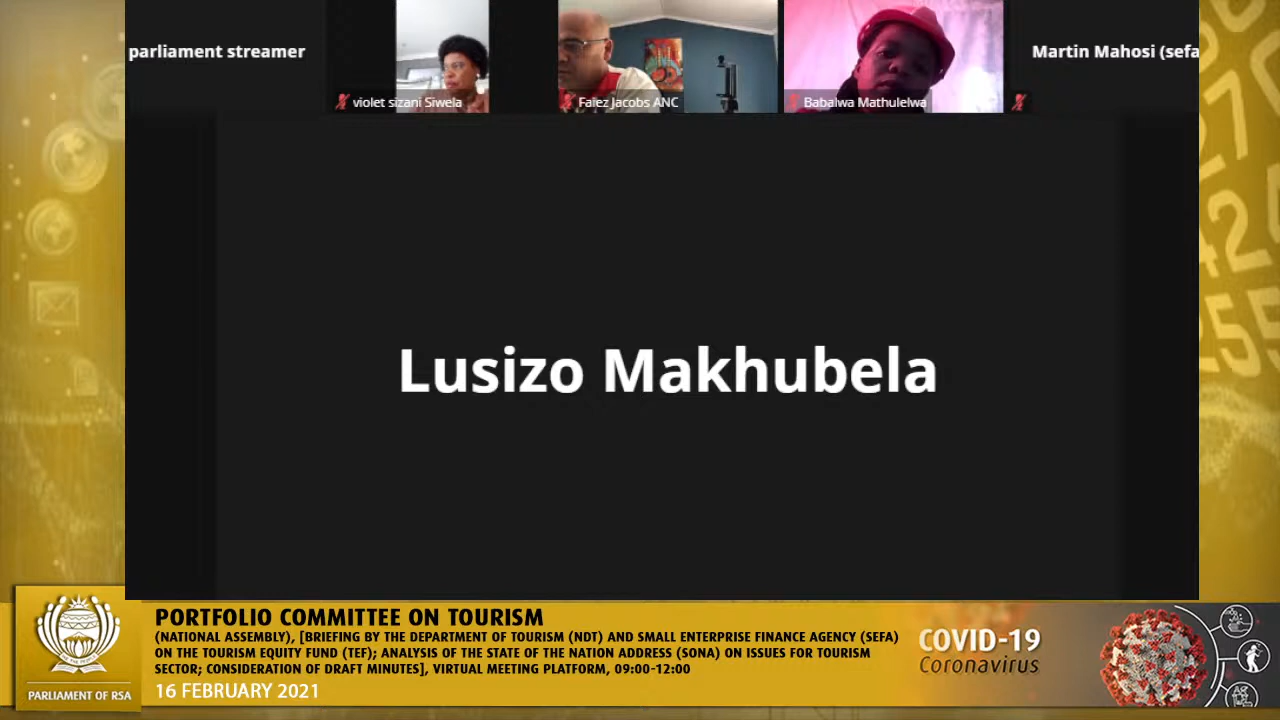 parliament streamer
violet sizani Siwela
Faiez Jacobs ANC
Babalwa Mathulelwa
Martin Mahosi (sefa
Lusizo Makhubela
PORTFOLIO COMMITTEE ON TOURISM
(NATIONAL ASSEMBLY), [BRIEFING BY THE DEPARTMENT OF TOURISM (NDT) AND SMALL ENTERPRISE FINANCE AGENCY (SEFA)
ON THE TOURISM EQUITY FUND (TEF); ANALYSIS OF THE STATE OF THE NATION ADDRESS (SONA) ON ISSUES FOR TOURISM
SECTOR; CONSIDERATION OF DRAFT MINUTES], VIRTUAL MEETING PLATFORM, 09:00-12:00
16 FEBRUARY 2021
PARLIAMENT OF RSA
COVID-19
Coronavirus